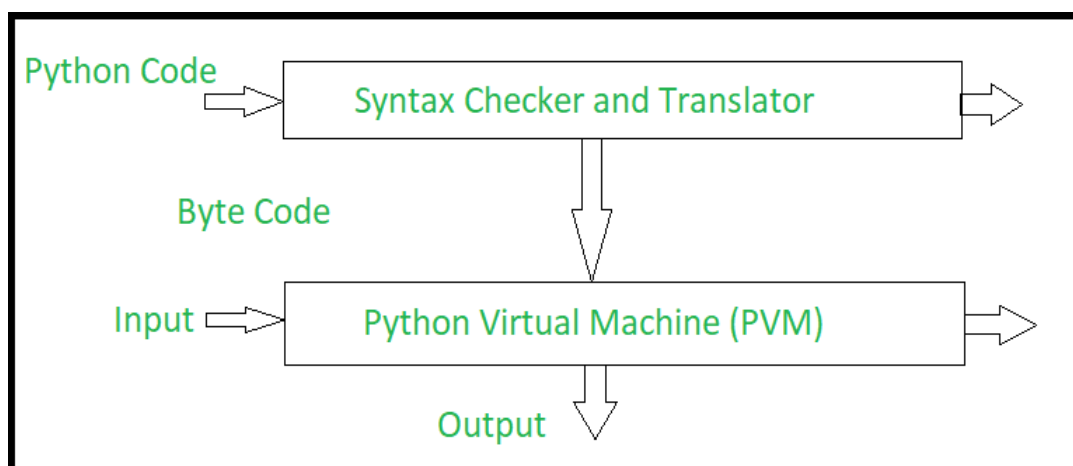 Python Code
Syntax Checker and Translator
Byte Code
Input
Python Virtual Machine (PVM)
Output